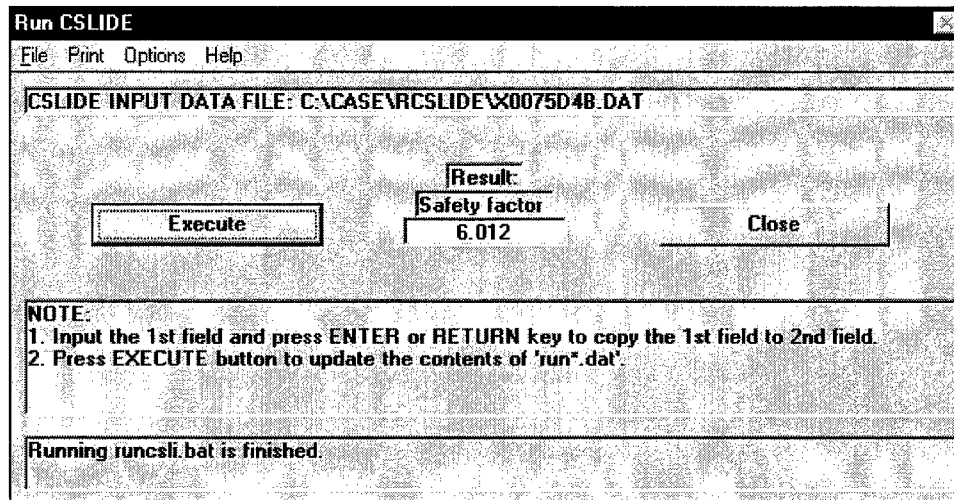 Run CSLIDE
File Print Options Help
CSLIDE INPUT DATA FILE: C:\CASE\RCSLIDE\X0075D4B.DAT
Result:
Safety factor
Execute 6.012 Close
NOTE:
1. Input the 1st field and press ENTER or RETURN key to copy the 1st field to 2nd field.
2. Press EXECUTE button to update the contents of 'run*.dat'.
Running runcsli.bat is finished.